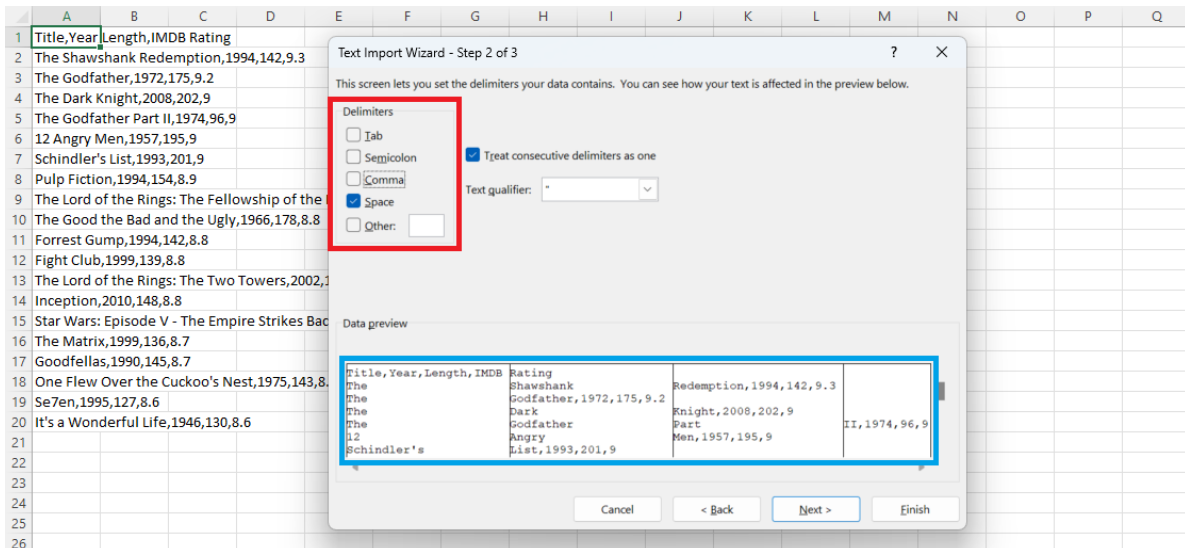 A B C D E F G H I J K L M N O P Q
1 Title,Year,Length,IMDB Rating
2 The Shawshank Redemption,1994,142,9.3
3 The Godfather,1972,175,9.2
4 The Dark Knight,2008,202,9
5 The Godfather Part II,1974,96,9
6 12 Angry Men,1957,195,9
7 Schindler's List,1993,201,9
8 Pulp Fiction,1994,154,8.9
9 The Lord of the Rings: The Fellowship of the
10 The Good the Bad and the Ugly,1966,178,8.8
11 Forrest Gump,1994,142,8.8
12 Fight Club,1999,139,8.8
13 The Lord of the Rings: The Two Towers,2002,1
14 Inception,2010,148,8.8
15 Star Wars: Episode V - The Empire Strikes Bac
16 The Matrix,1999,136,8.7
17 Goodfellas,1990,145,8.7
18 One Flew Over the Cuckoo's Nest,1975,143,8.
19 Se7en,1995,127,8.6
20 It's a Wonderful Life,1946,130,8.6
21
22
23
24
25
26
Text Import Wizard - Step 2 of 3 ?
This screen lets you set the delimiters your data contains. You can see how your text is affected in the preview below.
Delimiters
Tab
Semicolon
Comma
Space
Other:
Treat consecutive delimiters as one
Text qualifier: "
Data preview
Title,Year,Length,IMDB Rating
The Shawshank Redemption,1994,142,9.3
The Godfather,1972,175,9.2
The Dark Knight,2008,202,9
The Godfather Part II,1974,96,9
12 Angry Men,1957,195,9
Schindler's List,1993,201,9
Cancel < Back Next > Finish